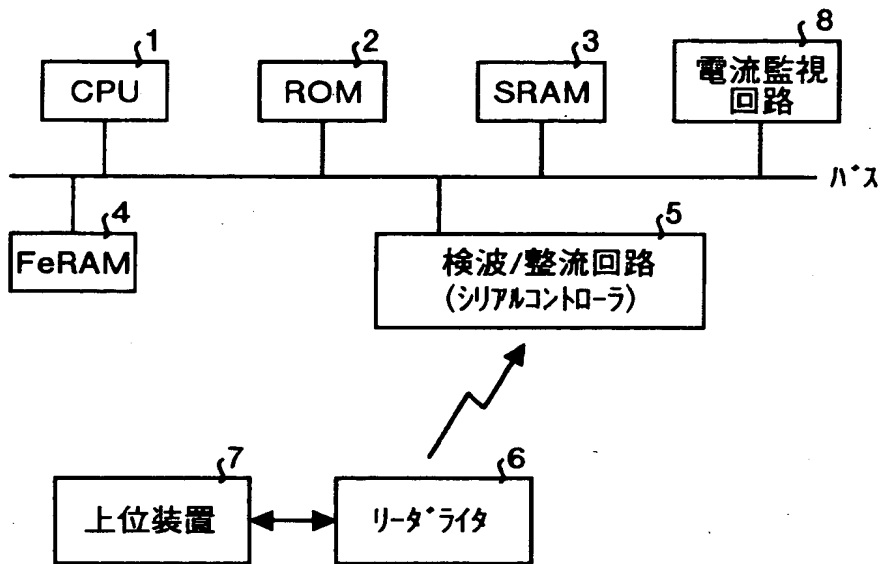 1
CPU
2
ROM
3
SRAM
8
電流監視
回路
バス
4
FeRAM
5
検波/整流回路
(シリアルコントローラ)
7
上位装置
6
リーダライタ